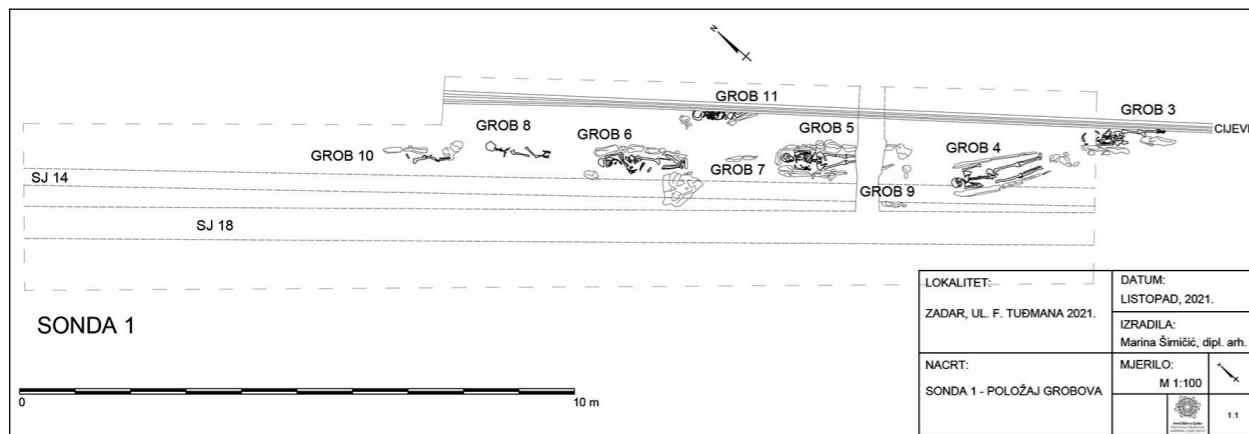 N
GROB 11
GROB 3
CIJEVI
GROB 8
GROB 6
GROB 5
GROB 4
GROB 10
GROB 7
GROB 9
SJ 14
SJ 18
SONDA 1
0
10 m
LOKALITET:
ZADAR, UL. F. TUĐMANA 2021.
DATUM:
LISTOPAD, 2021.
IZRADILA:
Marina Šimičić, dipl. arh.
NACRT:
SONDA 1 - POLOŽAJ GROBOVA
MJERILO:
M 1:100
1.1